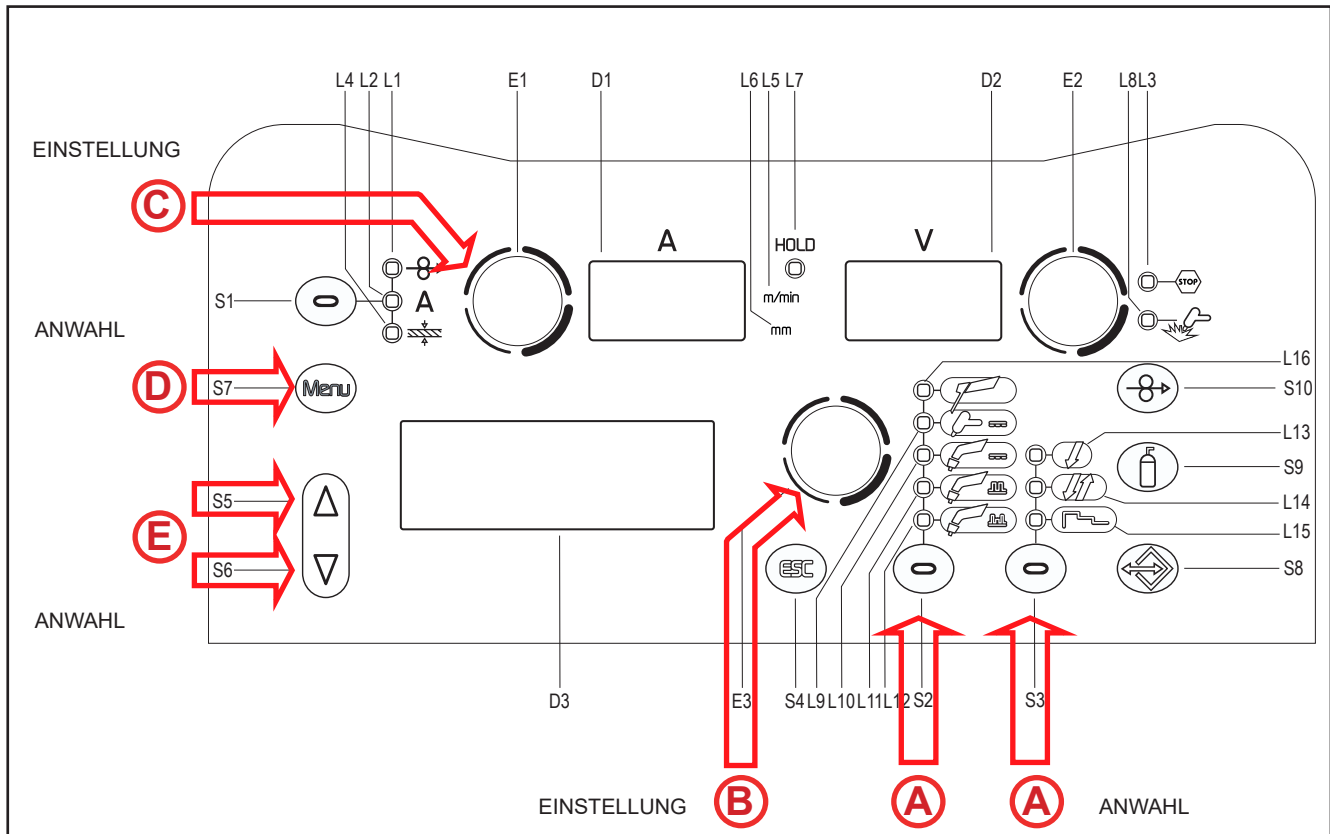 L4 L2 L1 E1 D1 L6 L5 L7 D2 E2 L8 L3
EINSTELLUNG
C
A HOLD V
STOP
S1 A m/min
ANWAHL mm
L16
D S7 Menu S10
L13
S5 S9
E L14
L15
S6 ESC S8
ANWAHL
D3 E3 S4 L9 L10 L11 L12 S2 S3
EINSTELLUNG B A A ANWAHL